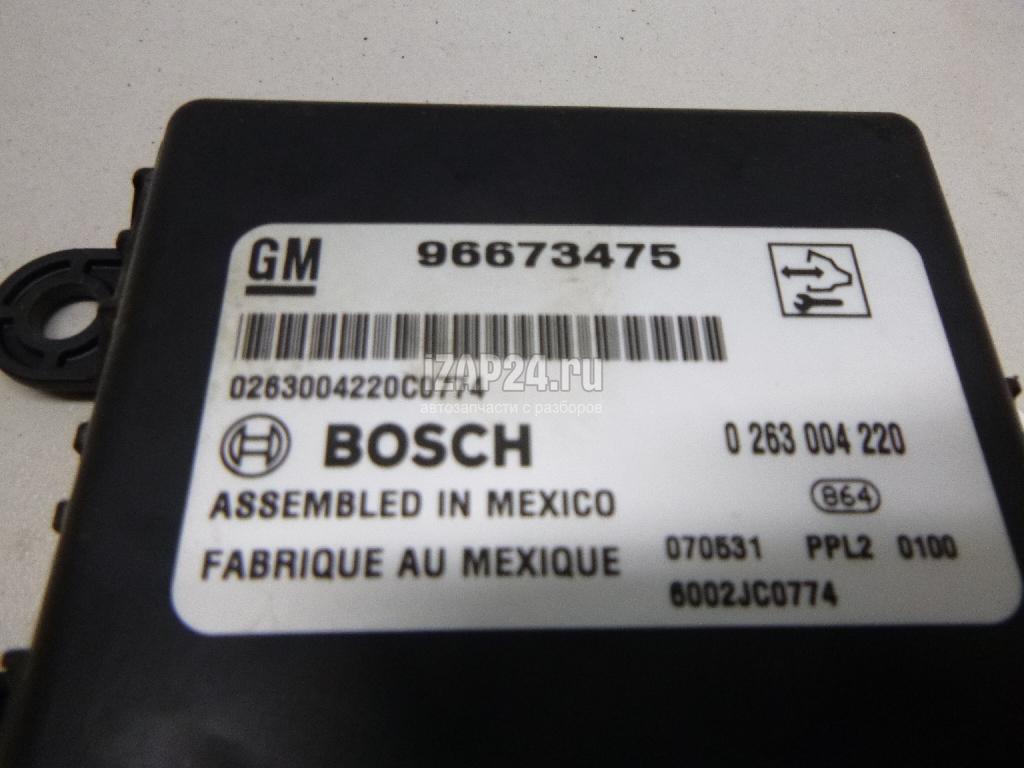 GM 96673475
iZAP24.ru
0263004220C0774
автозапчасти с разборов
BOSCH 0 263 004 220
864
ASSEMBLED IN MEXICO
FABRIQUE AU MEXIQUE 070531 PPL2 0100
6002JC0774